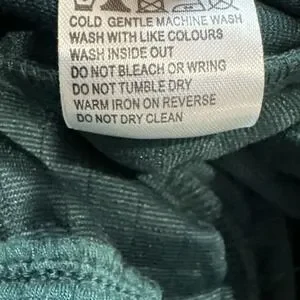 COLD GENTLE MACHINE WASH
WASH WITH LIKE COLOURS
WASH INSIDE OUT
DO NOT BLEACH OR WRING
DO NOT TUMBLE DRY
WARM IRON ON REVERSE
DO NOT DRY CLEAN